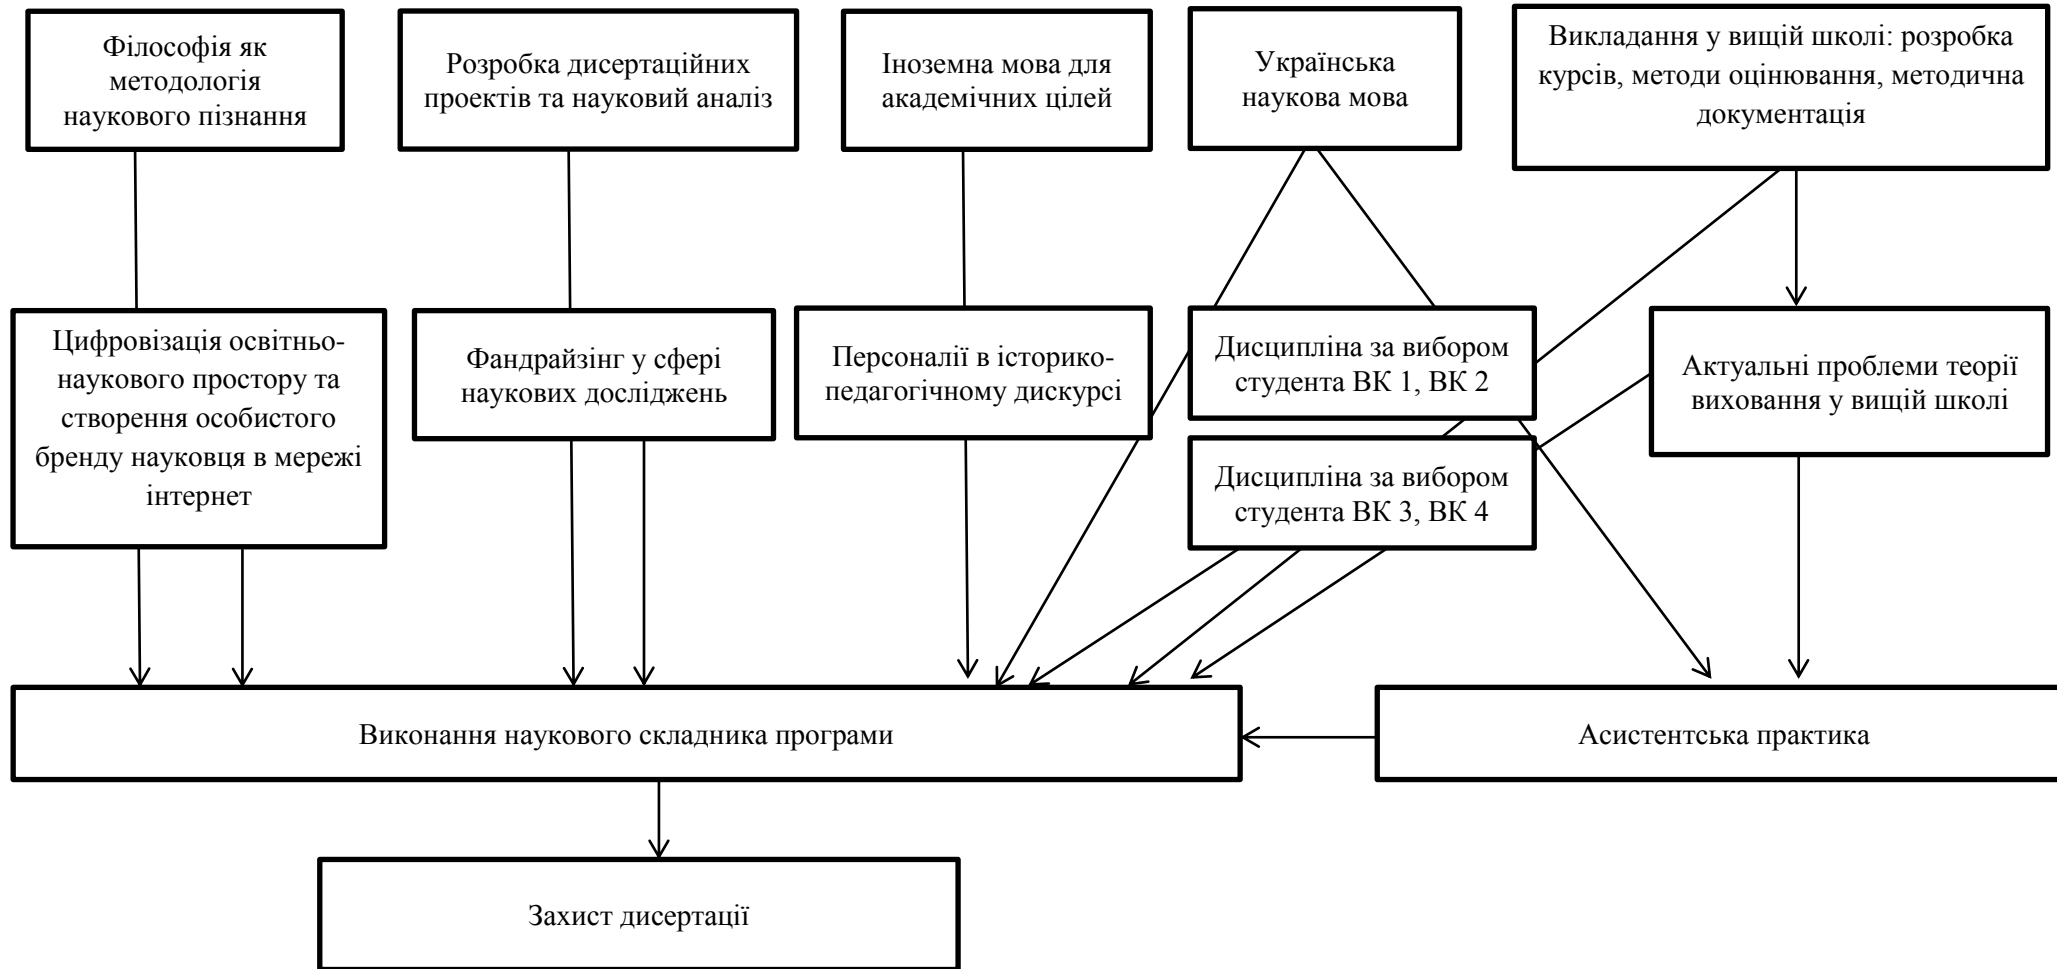 Філософія як
методологія
наукового пізнання
Розробка дисертаційних
проектів та науковий аналіз
Іноземна мова для
академічних цілей
Українська
наукова мова
Викладання у вищій школі: розробка
курсів, методи оцінювання, методична
документація
Цифровізація освітньо-
наукового простору та
створення особистого
бренду науковця в мережі
інтернет
Фандрайзінг у сфері
наукових досліджень
Персоналії в історико-
педагогічному дискурсі
Дисципліна за вибором
студента ВК 1, ВК 2
Дисципліна за вибором
студента ВК 3, ВК 4
Актуальні проблеми теорії
виховання у вищій школі
Виконання наукового складника програми
Асистентська практика
Захист дисертації